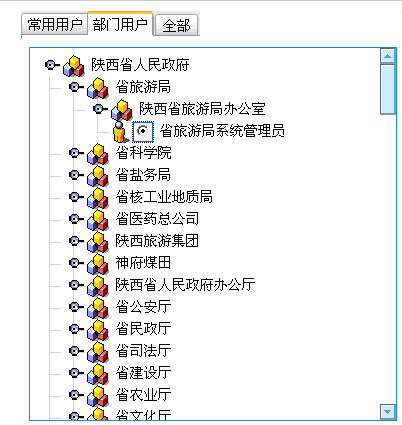 常用用户 部门用户 全部
陕西省人民政府
省旅游局
陕西省旅游局办公室
省旅游局系统管理员
省科学院
省盐务局
省核工业地质局
省医药总公司
陕西旅游集团
神府煤田
陕西省人民政府办公厅
省公安厅
省民政厅
省司法厅
省建设厅
省农业厅
省文化厅